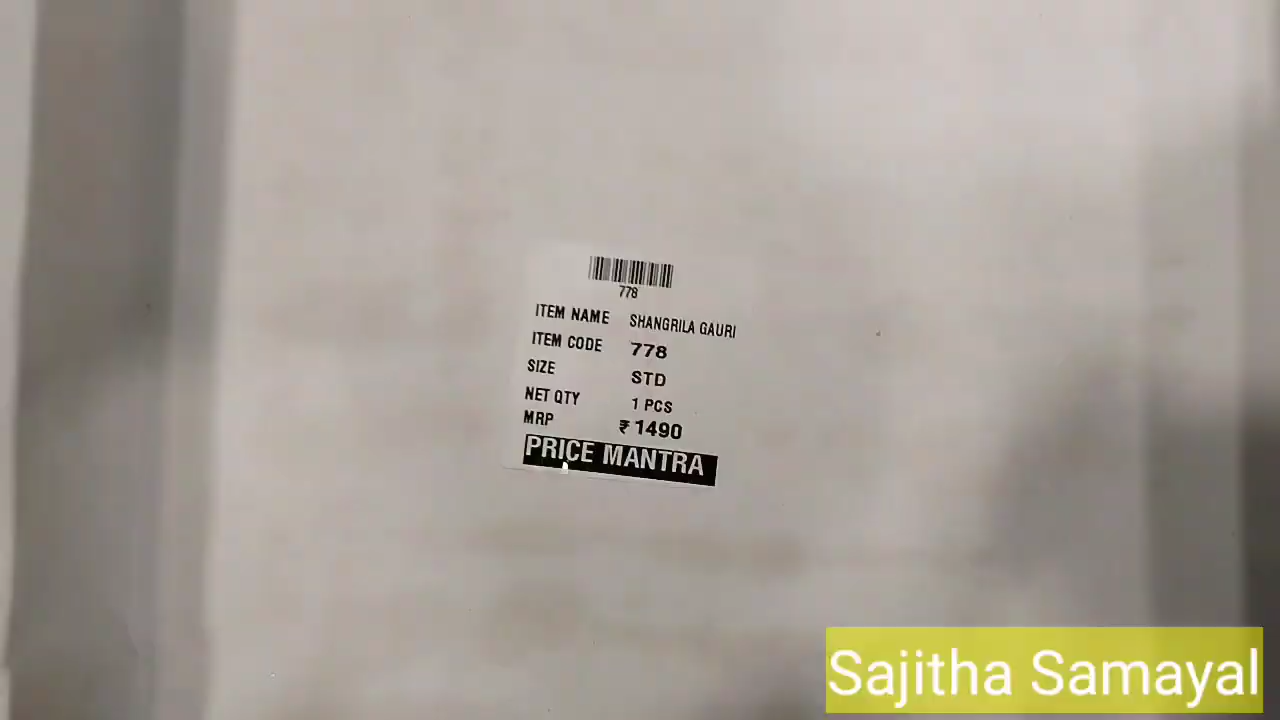 778
ITEM NAME SHANGRILA GAURI
ITEM CODE 778
SIZE STD
NET QTY 1 PCS
MRP ₹1490
PRICE MANTRA
Sajitha Samayal